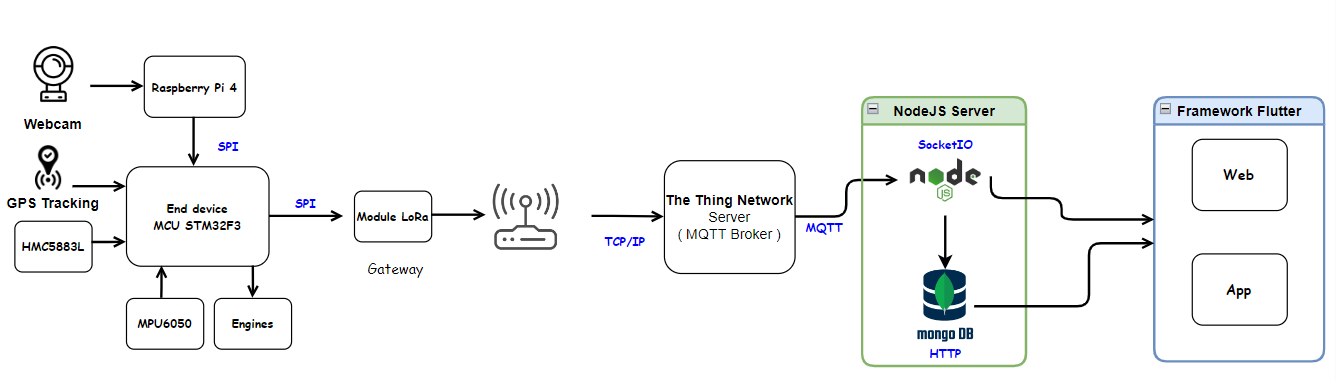 Webcam
Raspberry Pi 4
SPI
GPS Tracking
HMC5883L
End device
MCU STM32F3
MPU6050
Engines
SPI
Module LoRa
Gateway
TCP/IP
The Thing Network
Server
( MQTT Broker )
MQTT
NodeJS Server
SocketIO
node
JS
mongo DB
HTTP
Framework Flutter
Web
App